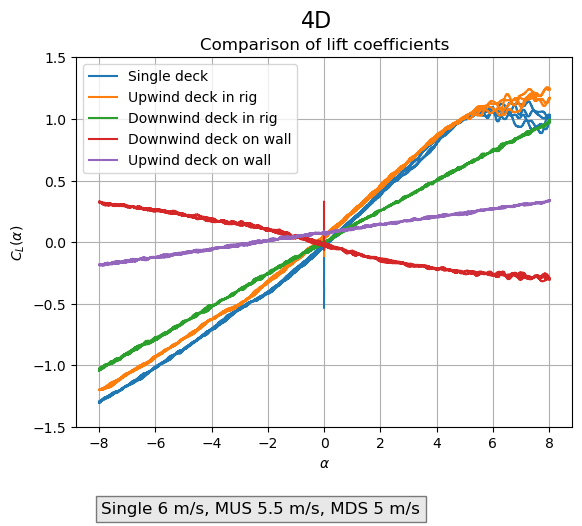 4D
Comparison of lift coefficients
1.5
1.0
0.5
0.0
−0.5
−1.0
−1.5
C_L(α)
Single deck
Upwind deck in rig
Downwind deck in rig
Downwind deck on wall
Upwind deck on wall
−8 −6 −4 −2 0 2 4 6 8
α
Single 6 m/s, MUS 5.5 m/s, MDS 5 m/s